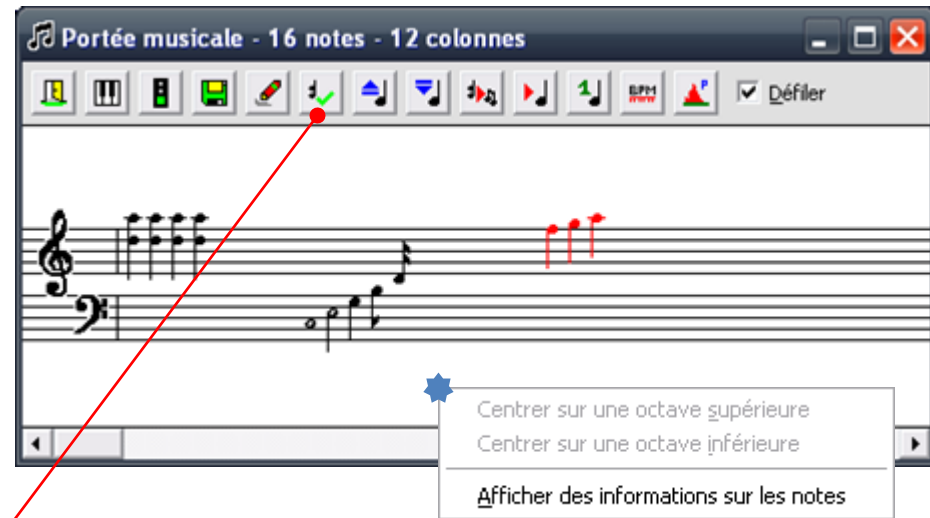 Portée musicale - 16 notes - 12 colonnes
1
BPM
P
Défiler
Centrer sur une octave supérieure
Centrer sur une octave inférieure
Afficher des informations sur les notes